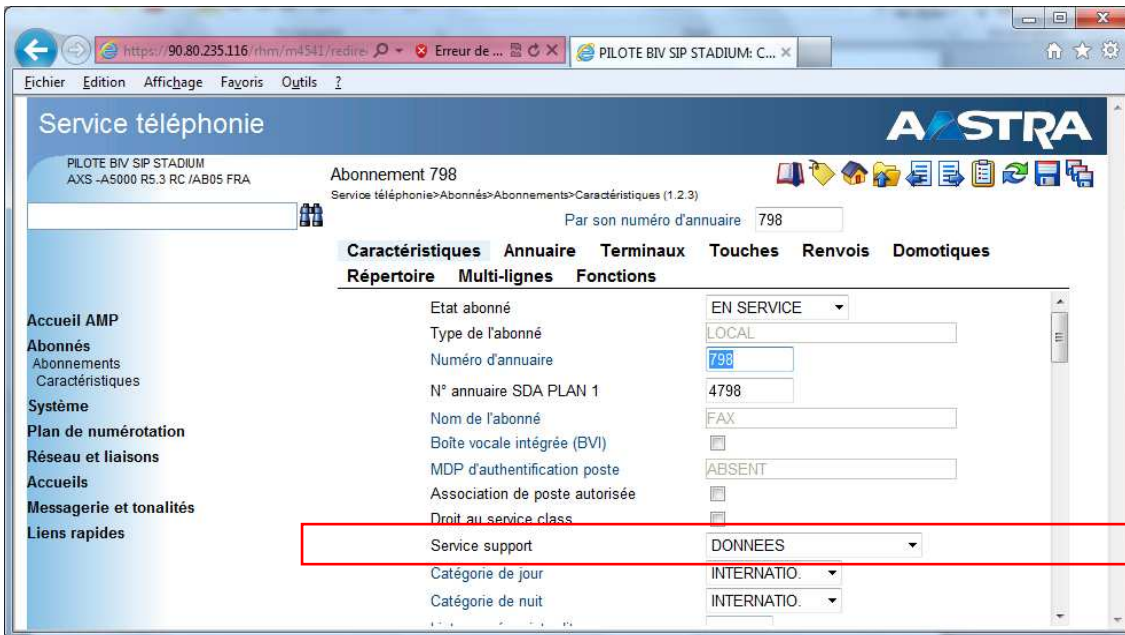 https://90.80.235.116/rhm/m4541/redire Erreur de ... PILOTE BIV SIP STADIUM: C...
Fichier Edition Affichage Favoris Outils ?
Service téléphonie AASTRA
PILOTE BIV SIP STADIUM
AXS -A5000 R5.3 RC /AB05 FRA
Abonnement 798
Service téléphonie>Abonnés>Abonnements>Caractéristiques (1.2.3)
Par son numéro d'annuaire 798
Caractéristiques Annuaire Terminaux Touches Renvois Domotiques
Répertoire Multi-lignes Fonctions
Accueil AMP
Abonnés
Abonnements
Caractéristiques
Système
Plan de numérotation
Réseau et liaisons
Accueils
Messagerie et tonalités
Liens rapides
Etat abonné EN SERVICE
Type de l'abonné LOCAL
Numéro d'annuaire 798
N° annuaire SDA PLAN 1 4798
Nom de l'abonné FAX
Boîte vocale intégrée (BVI)
MDP d'authentification poste ABSENT
Association de poste autorisée
Droit au service class
Service support DONNEES
Catégorie de jour INTERNATIO.
Catégorie de nuit INTERNATIO.